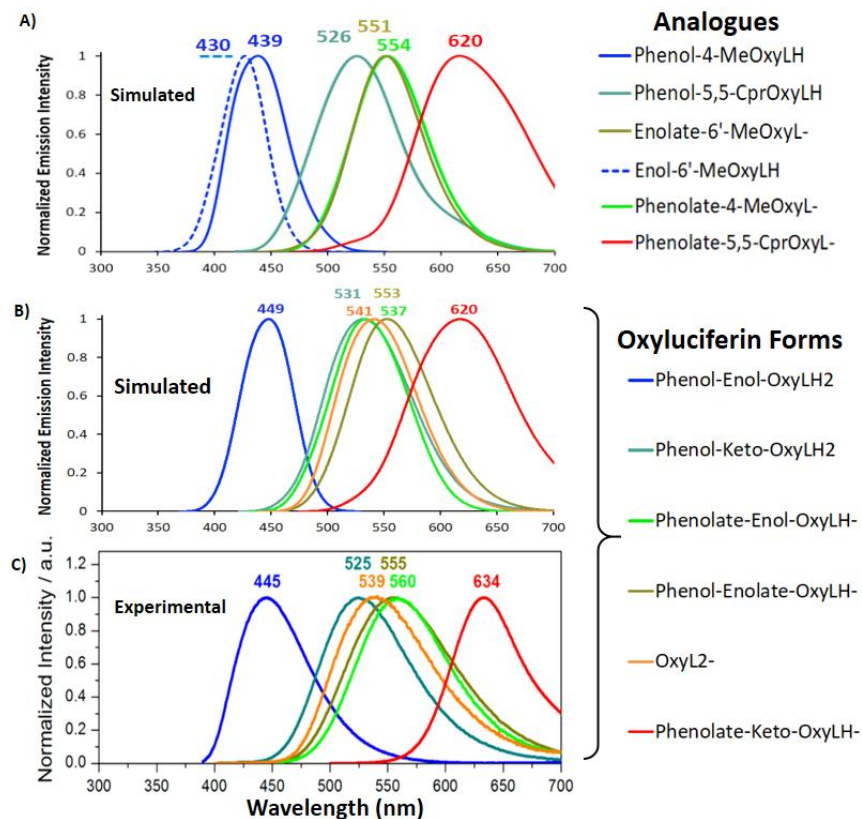 A)
430 439 526 551 554 620
Simulated
Normalized Emission Intensity
1
0.8
0.6
0.4
0.2
0
300 350 400 450 500 550 600 650 700
Analogues
Phenol-4-MeOxyLH
Phenol-5,5-CprOxyLH
Enolate-6'-MeOxyL-
Enol-6'-MeOxyLH
Phenolate-4-MeOxyL-
Phenolate-5,5-CprOxyL-
B)
531 553
449 541 537 620
Simulated
Normalized Emission Intensity
1
0.8
0.6
0.4
0.2
0
300 350 400 450 500 550 600 650 700
Oxyluciferin Forms
Phenol-Enol-OxyLH2
Phenol-Keto-OxyLH2
Phenolate-Enol-OxyLH-
Phenol-Enolate-OxyLH-
OxyL2-
Phenolate-Keto-OxyLH-
C)
525 555
445 539 560 634
Experimental
Normalized Intensity / a.u.
1.2
1.0
0.8
0.6
0.4
0.2
0.0
300 350 400 450 500 550 600 650 700
Wavelength (nm)